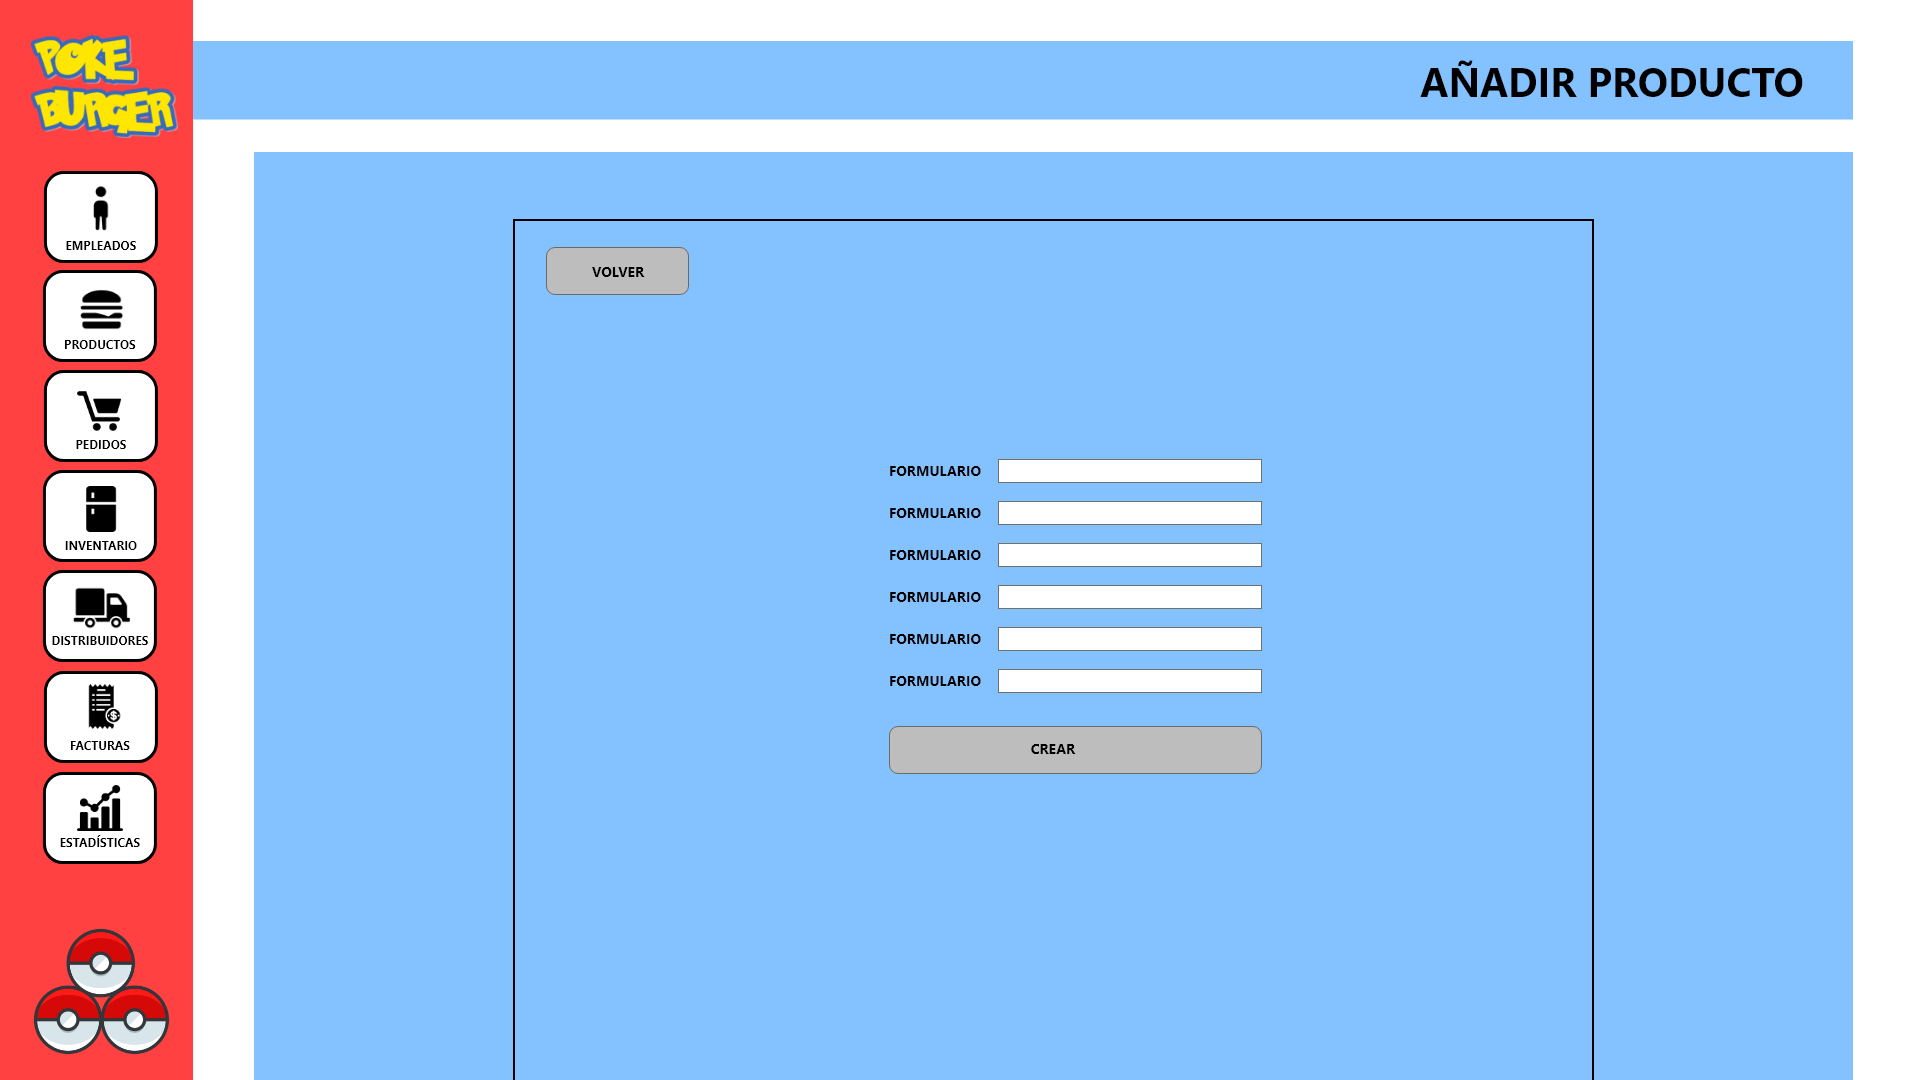 POKE
BURGER
AÑADIR PRODUCTO
EMPLEADOS
PRODUCTOS
PEDIDOS
INVENTARIO
DISTRIBUIDORES
FACTURAS
ESTADÍSTICAS
VOLVER
FORMULARIO
FORMULARIO
FORMULARIO
FORMULARIO
FORMULARIO
FORMULARIO
CREAR